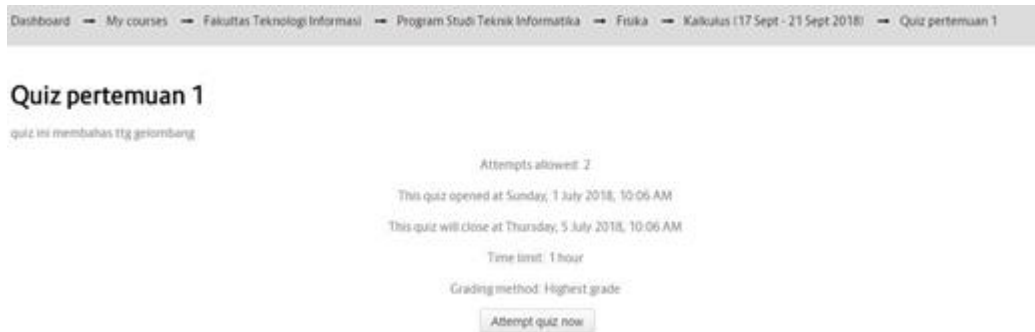 Dashboard → My courses → Fakultas Teknologi Informasi → Program Studi Teknik Informatika → Fisika → Kalkulus (17 Sept - 21 Sept 2018) → Quiz pertemuan 1
Quiz pertemuan 1
quiz ini membahas ttg gelombang
Attempts allowed: 2
This quiz opened at Sunday, 1 July 2018, 10:06 AM
This quiz will close at Thursday, 5 July 2018, 10:06 AM
Time limit: 1 hour
Grading method: Highest grade
Attempt quiz now